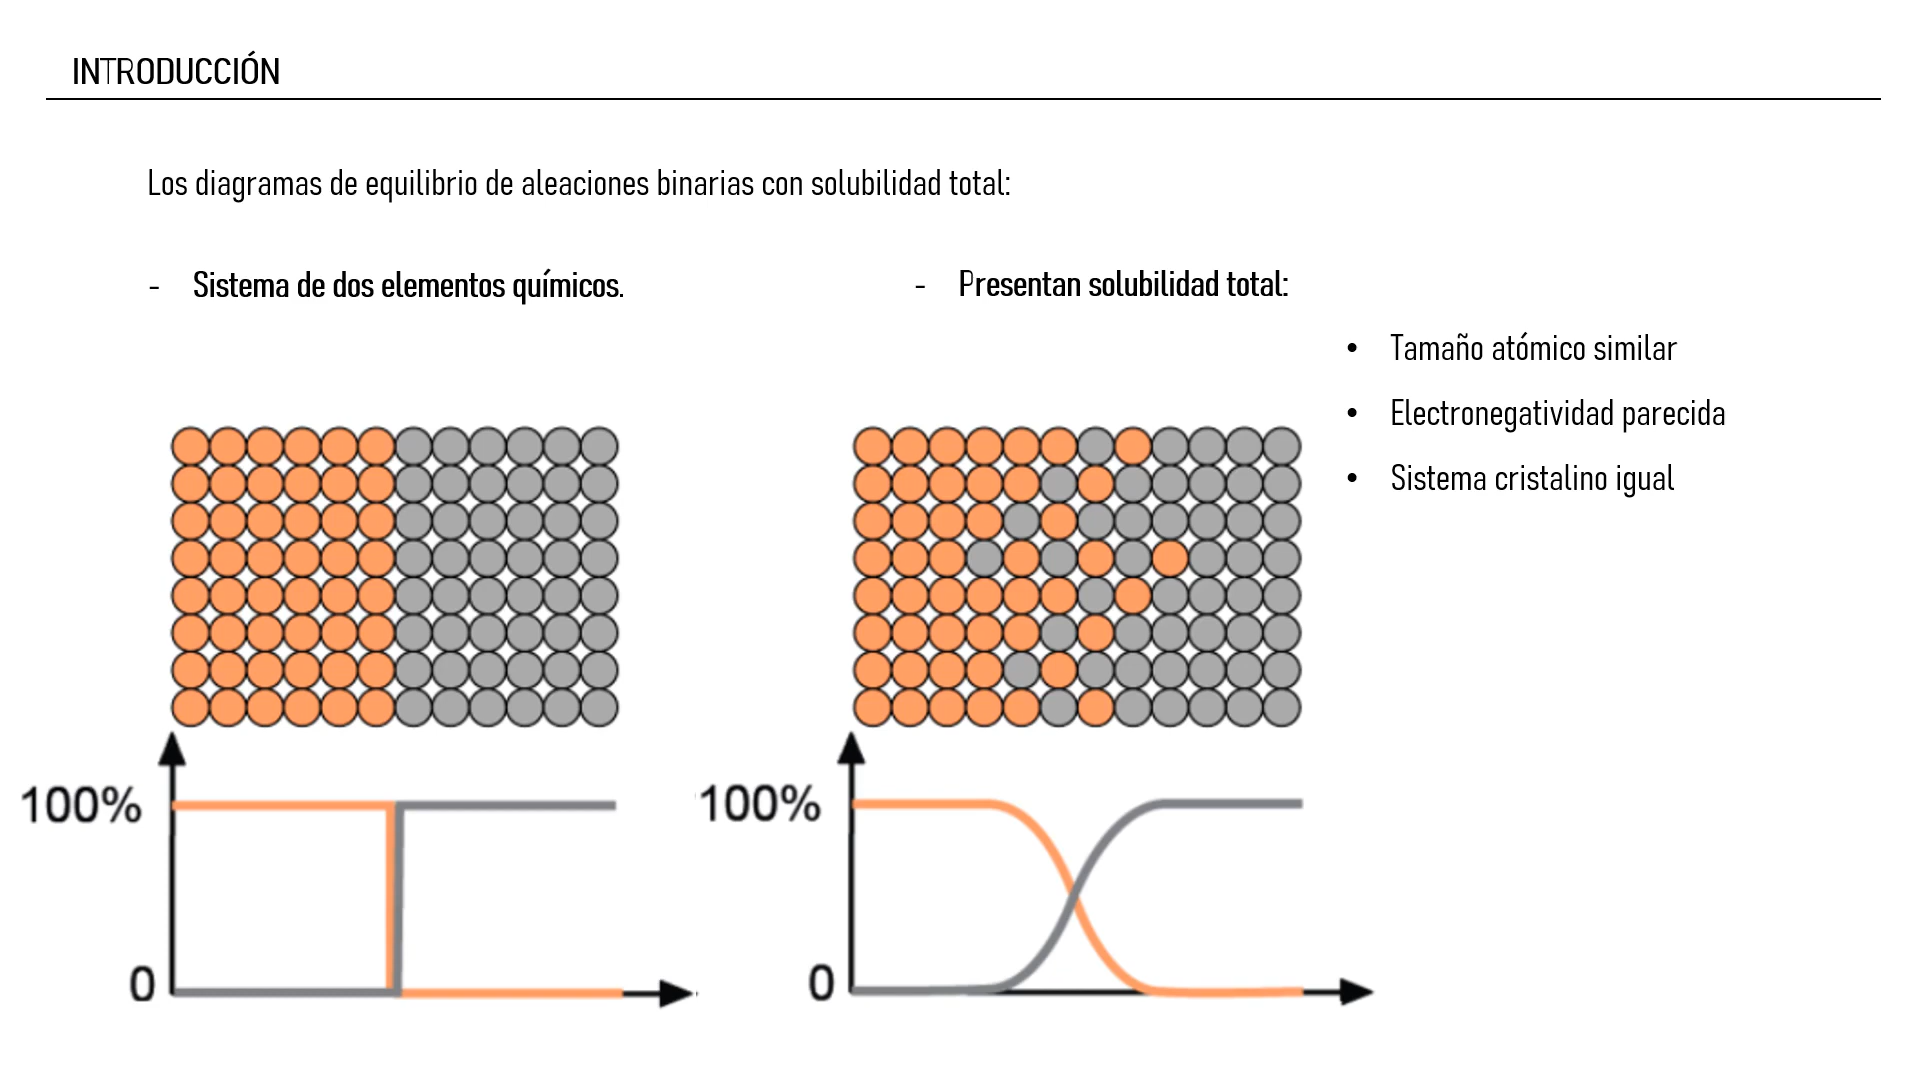 INTRODUCCIÓN
Los diagramas de equilibrio de aleaciones binarias con solubilidad total:
- Sistema de dos elementos químicos.
- Presentan solubilidad total:
• Tamaño atómico similar
• Electronegatividad parecida
• Sistema cristalino igual
100%
0
100%
0